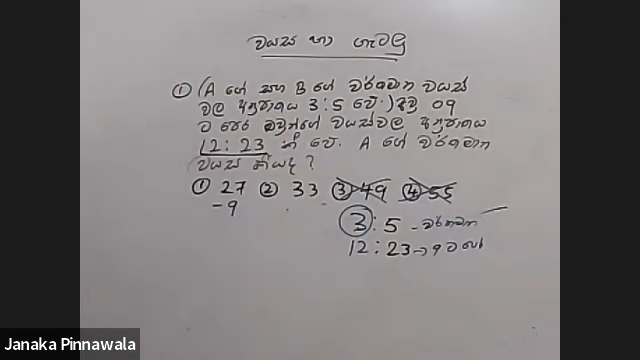 වයස හා ගැටලු
① (A ගේ සහ B ගේ වර්තමාන වයස්
වල අනුපාතය 3:5 වේ.) අවු 09
ට පෙර ඔවුන්ගේ වයස්වල අනුපාතය
12:23 ක් වේ. A ගේ වර්තමාන
වයස කීයද ?
① 27 ② 33 ③ 49 ④ 55
-9
3:5 - වර්තමාන
12:23 → 9 ට පෙර
Janaka Pinnawala